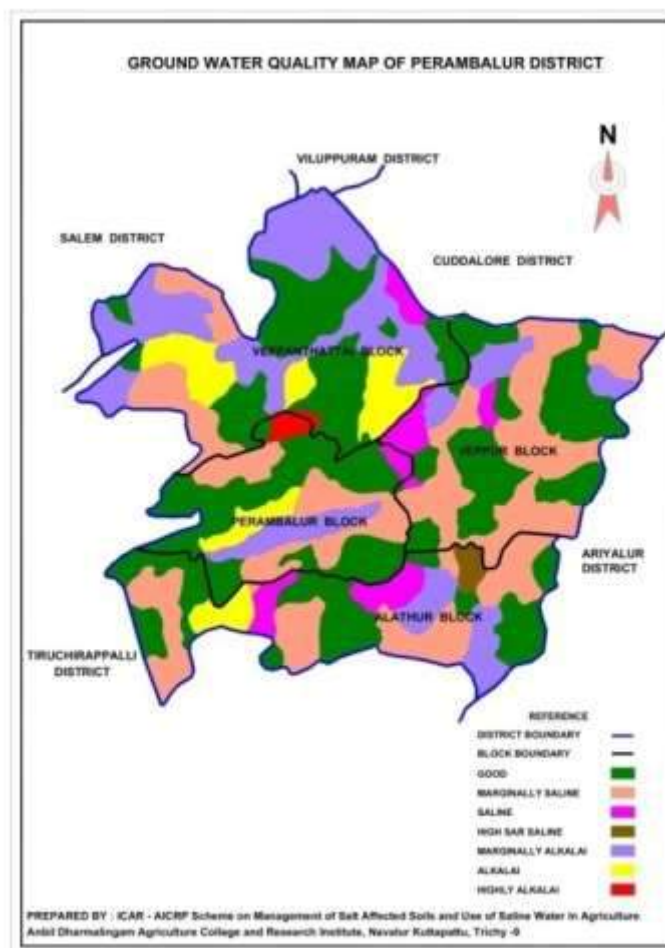 GROUND WATER QUALITY MAP OF PERAMBALUR DISTRICT
N
VILUPPURAM DISTRICT
SALEM DISTRICT
CUDDALORE DISTRICT
VEPPANTHATTAI BLOCK
VEPPUR BLOCK
PERAMBALUR BLOCK
ARIYALUR
DISTRICT
ALATHUR BLOCK
TIRUCHIRAPPALLI
DISTRICT
REFERENCE
DISTRICT BOUNDARY
BLOCK BOUNDARY
GOOD
MARGINALLY SALINE
SALINE
HIGH SAR SALINE
MARGINALLY ALKALAI
ALKALAI
HIGHLY ALKALAI
PREPARED BY : ICAR - AICRP Scheme on Management of Salt Affected Soils and Use of Saline Water in Agriculture
Anbil Dharmalingam Agriculture College and Research Institute, Navalur Kuttapattu, Trichy -9